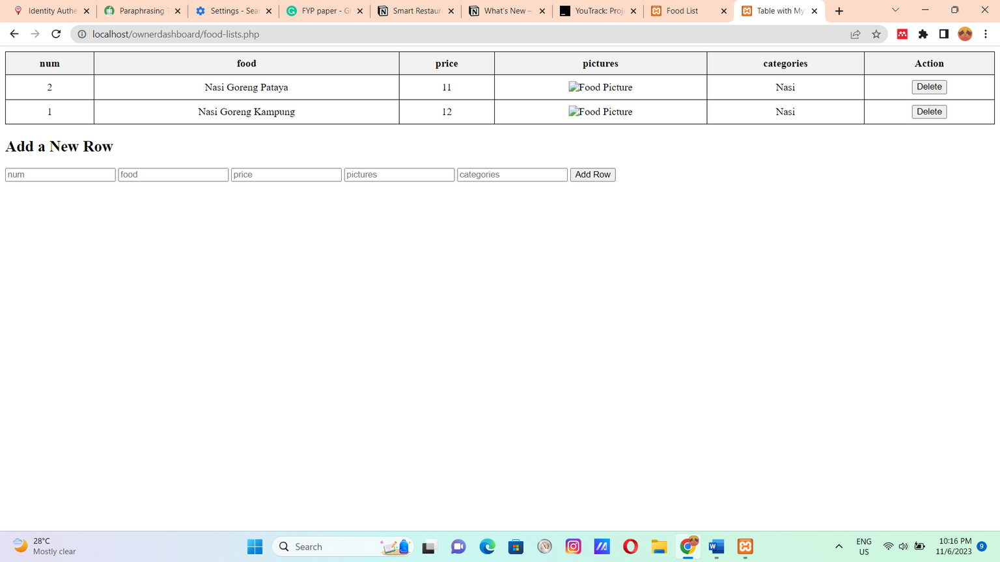 Identity Authe Paraphrasing T Settings - Sear FYP paper - Gr Smart Restaur What's New – YouTrack: Proj Food List Table with My
localhost/ownerdashboard/food-lists.php
num food price pictures categories Action
2 Nasi Goreng Pataya 11 Food Picture Nasi Delete
1 Nasi Goreng Kampung 12 Food Picture Nasi Delete
Add a New Row
num food price pictures categories Add Row
28°C
Mostly clear
Search
ENG
US
10:16 PM
11/6/2023
9